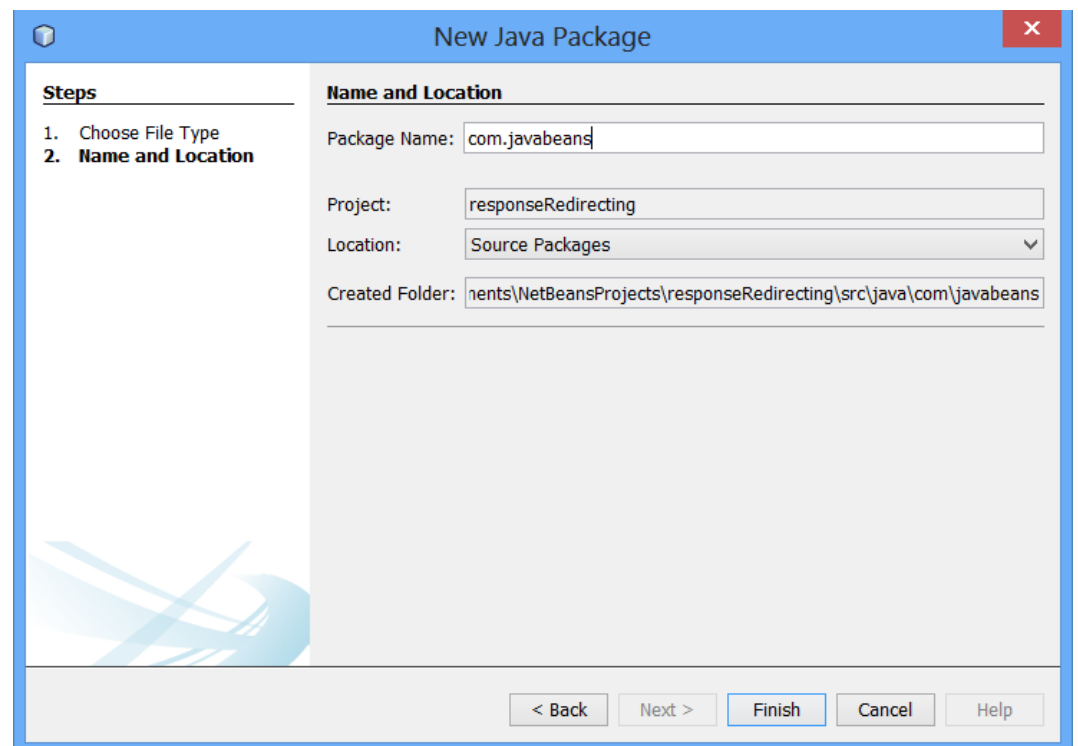 New Java Package
Steps
1. Choose File Type
2. Name and Location
Name and Location
Package Name: com.javabeans
Project: responseRedirecting
Location: Source Packages
Created Folder: nents\NetBeansProjects\responseRedirecting\src\java\com\javabeans
< Back Next > Finish Cancel Help